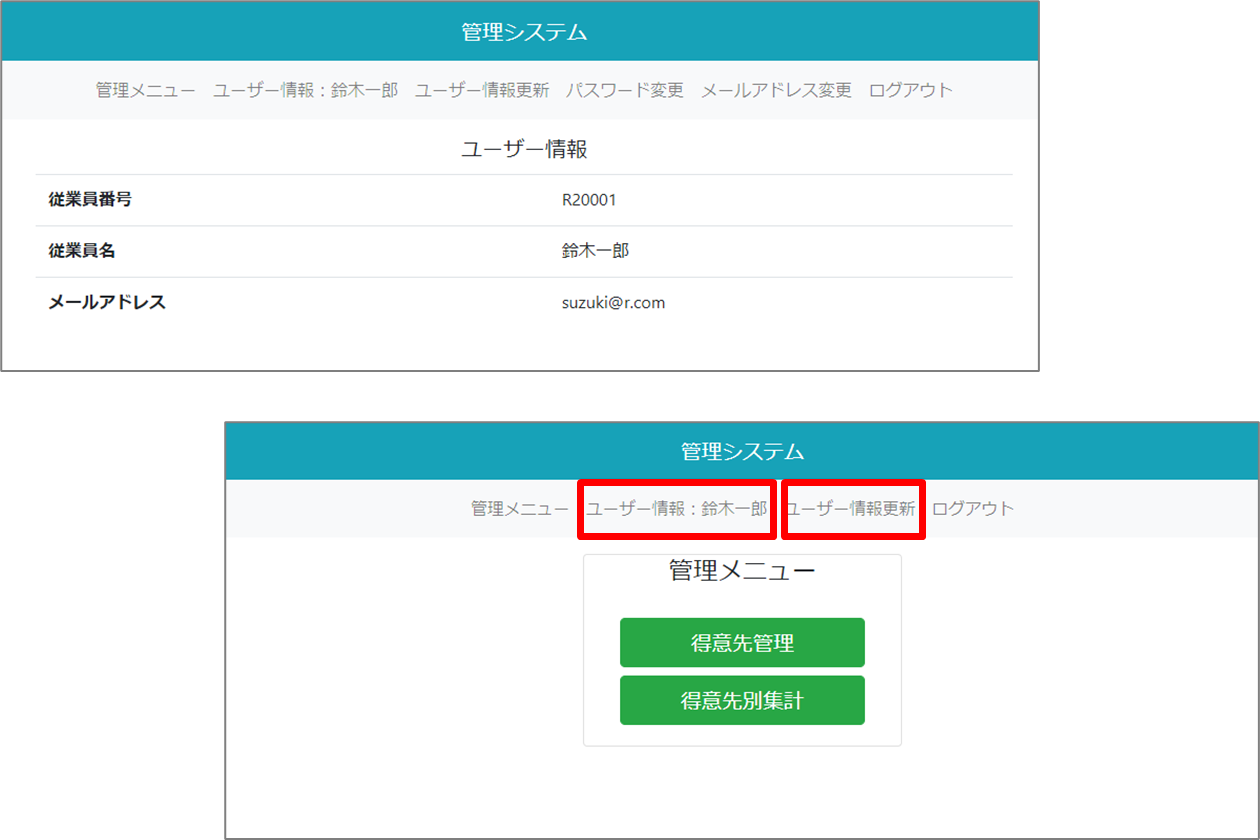 管理システム
管理メニュー ユーザー情報：鈴木一郎 ユーザー情報更新 パスワード変更 メールアドレス変更 ログアウト
ユーザー情報
従業員番号 R20001
従業員名 鈴木一郎
メールアドレス suzuki@r.com
管理システム
管理メニュー ユーザー情報：鈴木一郎 ユーザー情報更新 ログアウト
管理メニュー
得意先管理
得意先別集計